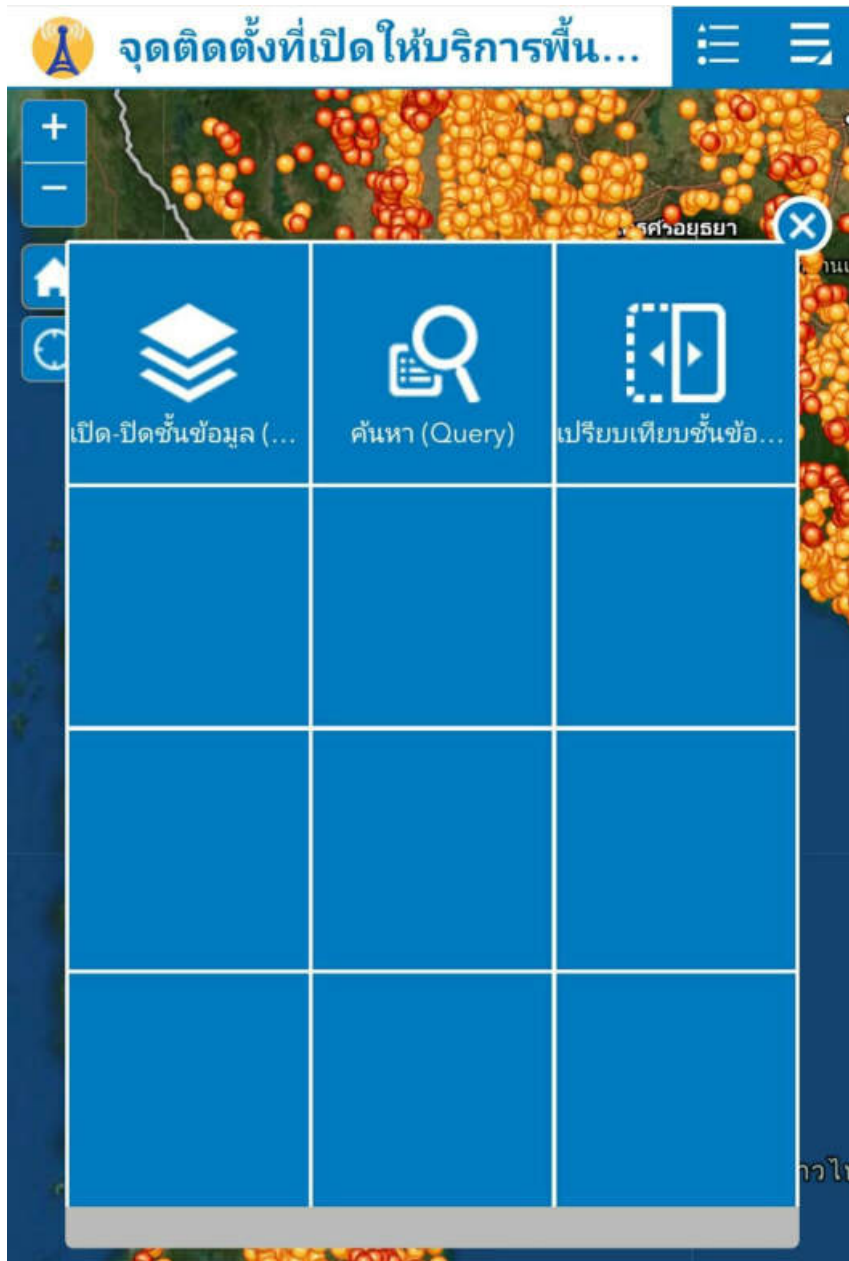 จุดติดตั้งที่เปิดให้บริการพื้น...
+
−
เปิด-ปิดชั้นข้อมูล (...
ค้นหา (Query)
เปรียบเทียบชั้นข้อ...